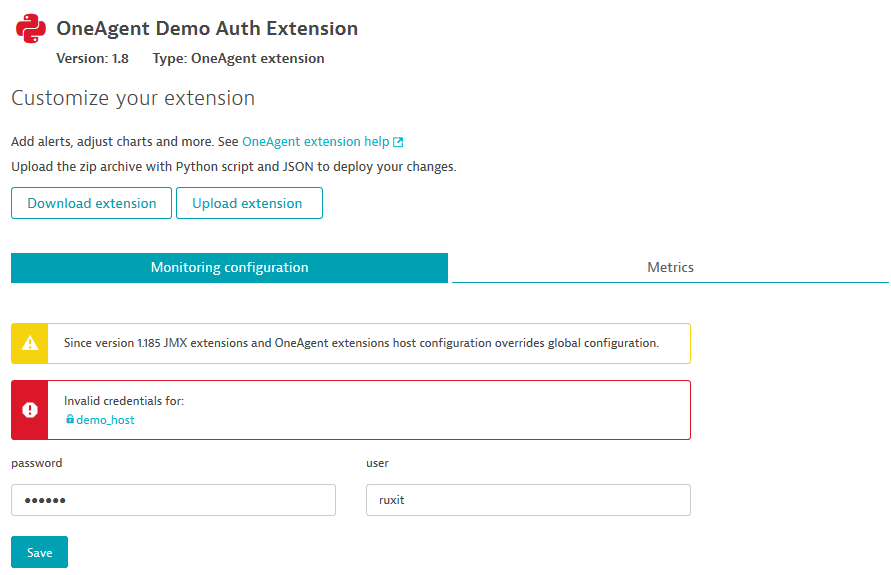 OneAgent Demo Auth Extension
Version: 1.8 Type: OneAgent extension
Customize your extension
Add alerts, adjust charts and more. See OneAgent extension help
Upload the zip archive with Python script and JSON to deploy your changes.
Download extension Upload extension
Monitoring configuration Metrics
Since version 1.185 JMX extensions and OneAgent extensions host configuration overrides global configuration.
Invalid credentials for:
demo_host
password user
•••••• ruxit
Save